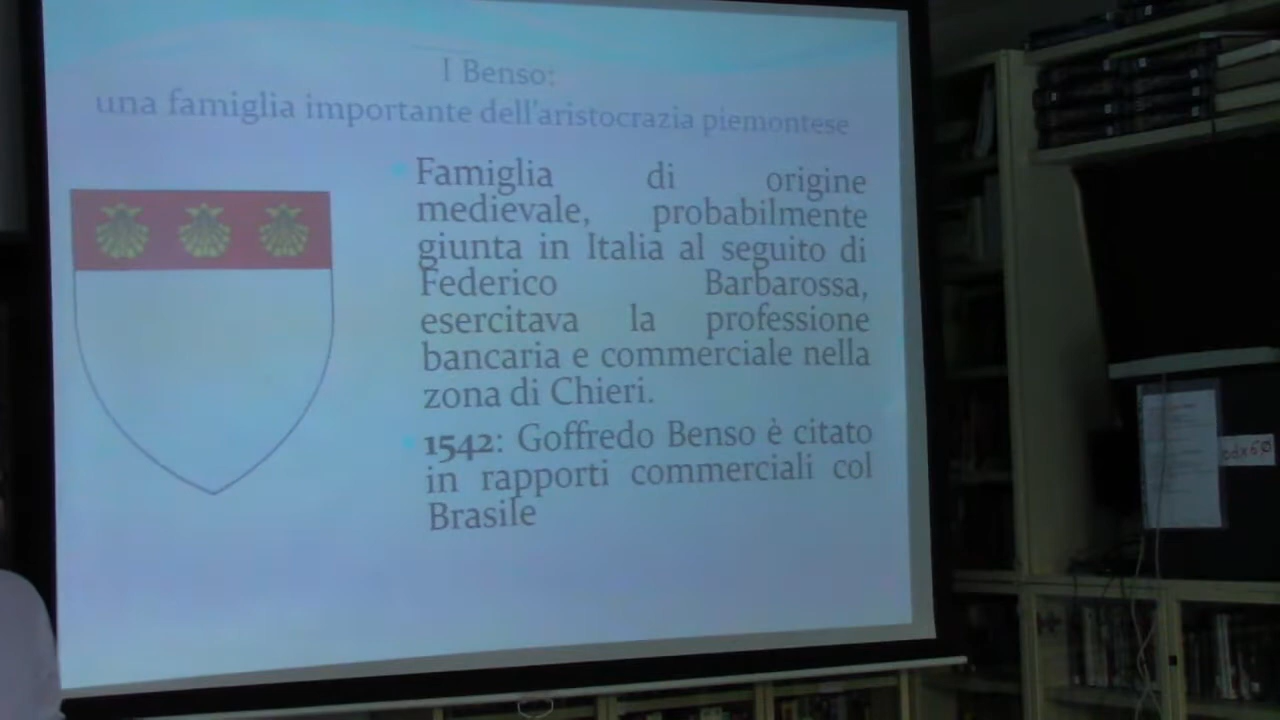 I Benso:
una famiglia importante dell'aristocrazia piemontese
Famiglia di origine
medievale, probabilmente
giunta in Italia al seguito di
Federico Barbarossa,
esercitava la professione
bancaria e commerciale nella
zona di Chieri.
1542: Goffredo Benso è citato
in rapporti commerciali col
Brasile